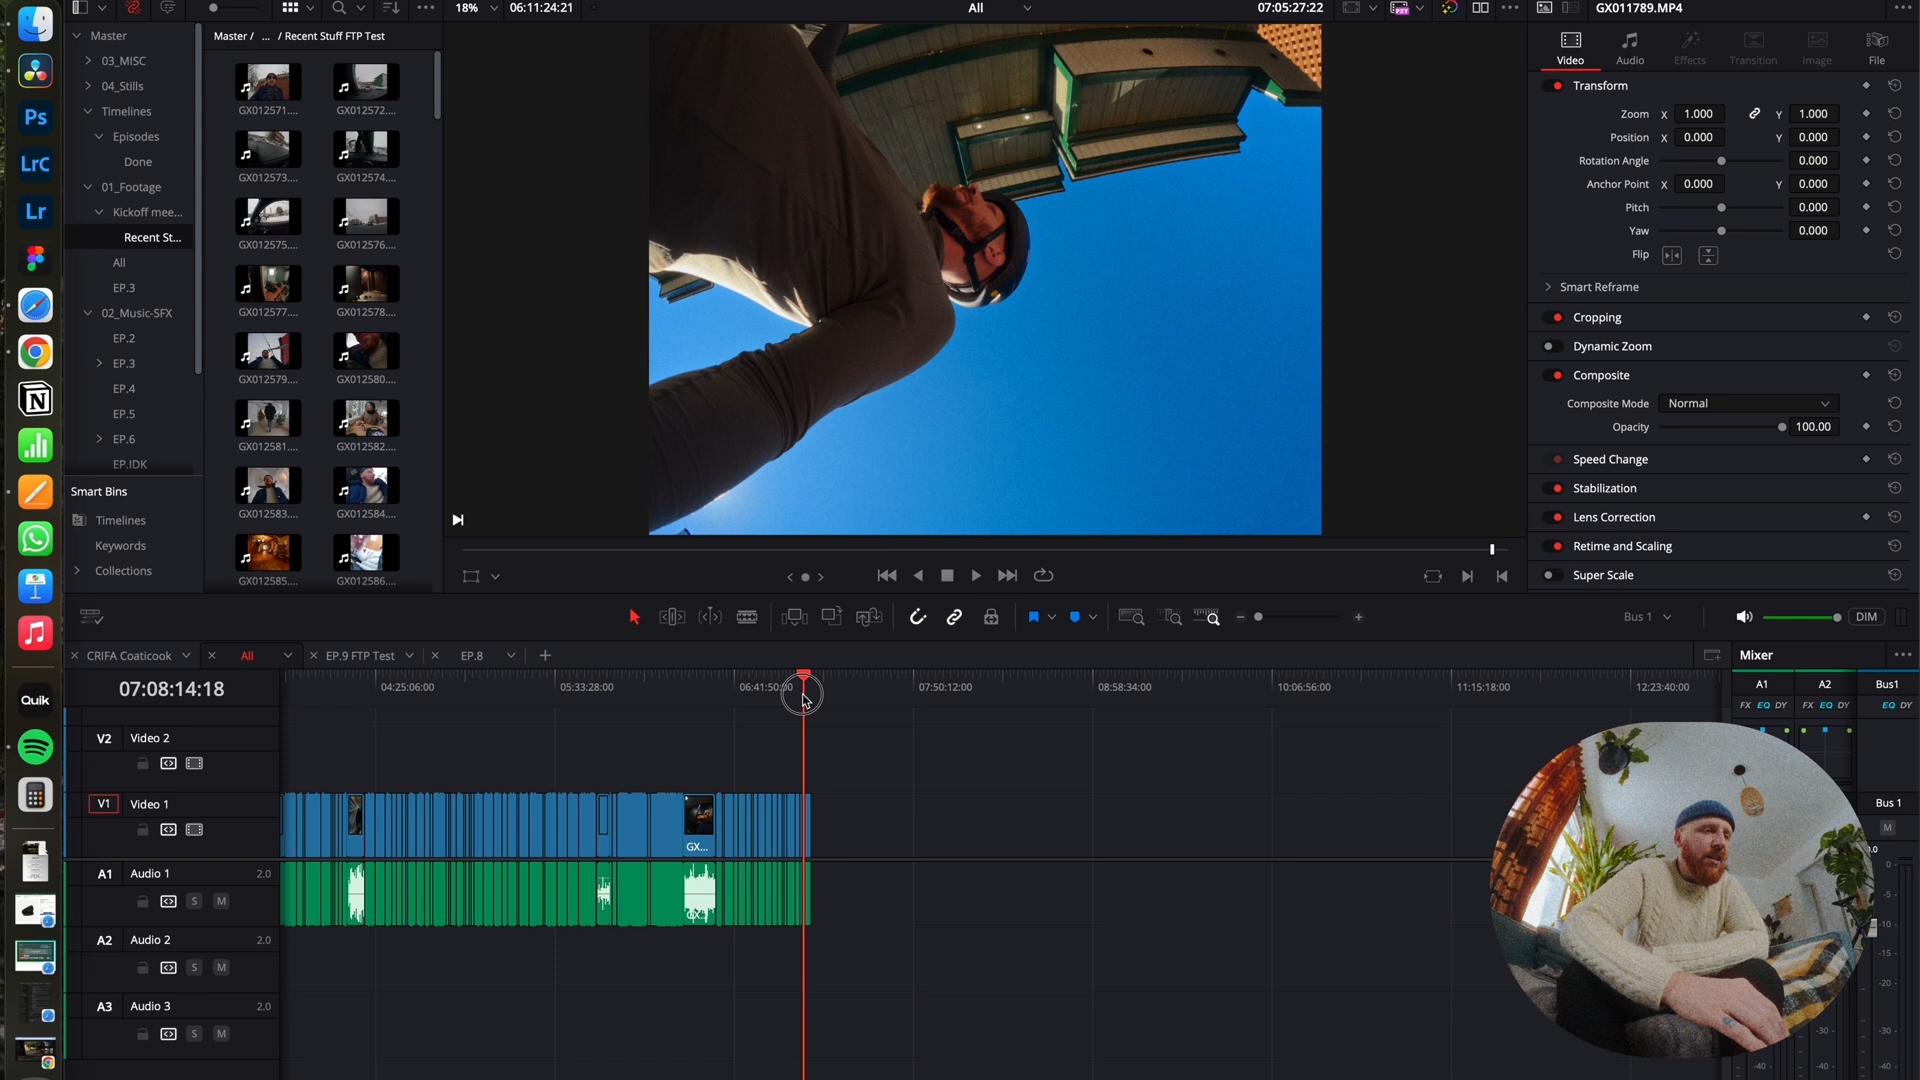 18%
06:11:24:21
All
07:05:27:22
GX011789.MP4
Master
03_MISC
04_Stills
Timelines
Episodes
Done
01_Footage
Kickoff mee...
Recent St...
All
EP.3
02_Music-SFX
EP.2
EP.3
EP.4
EP.5
EP.6
EP.IDK
Smart Bins
Timelines
Keywords
Collections
Master / ... / Recent Stuff FTP Test
GX012571....
GX012572....
GX012573....
GX012574....
GX012575....
GX012576....
GX012577....
GX012578....
GX012579....
GX012580....
GX012581....
GX012582....
GX012583....
GX012584....
GX012585....
GX012586....
Video
Audio
Effects
Transition
Image
File
Transform
Zoom X 1.000 Y 1.000
Position X 0.000 Y 0.000
Rotation Angle 0.000
Anchor Point X 0.000 Y 0.000
Pitch 0.000
Yaw 0.000
Flip
Smart Reframe
Cropping
Dynamic Zoom
Composite
Composite Mode Normal
Opacity 100.00
Speed Change
Stabilization
Lens Correction
Retime and Scaling
Super Scale
Ps
LrC
Lr
Quik
Bus 1
DIM
CRIFA Coaticook
All
EP.9 FTP Test
EP.8
Mixer
07:08:14:18
04:25:06:00
05:33:28:00
06:41:50:00
07:50:12:00
08:58:34:00
10:06:56:00
11:15:18:00
12:23:40:00
A1
A2
Bus1
FX EQ DY
FX EQ DY
EQ DY
V2 Video 2
V1 Video 1
GX...
A1 Audio 1 2.0
S M
A2 Audio 2 2.0
S M
A3 Audio 3 2.0
S M
Bus 1
M
0
-5
-10
-15
-20
-30
-30
-40
-40
-40